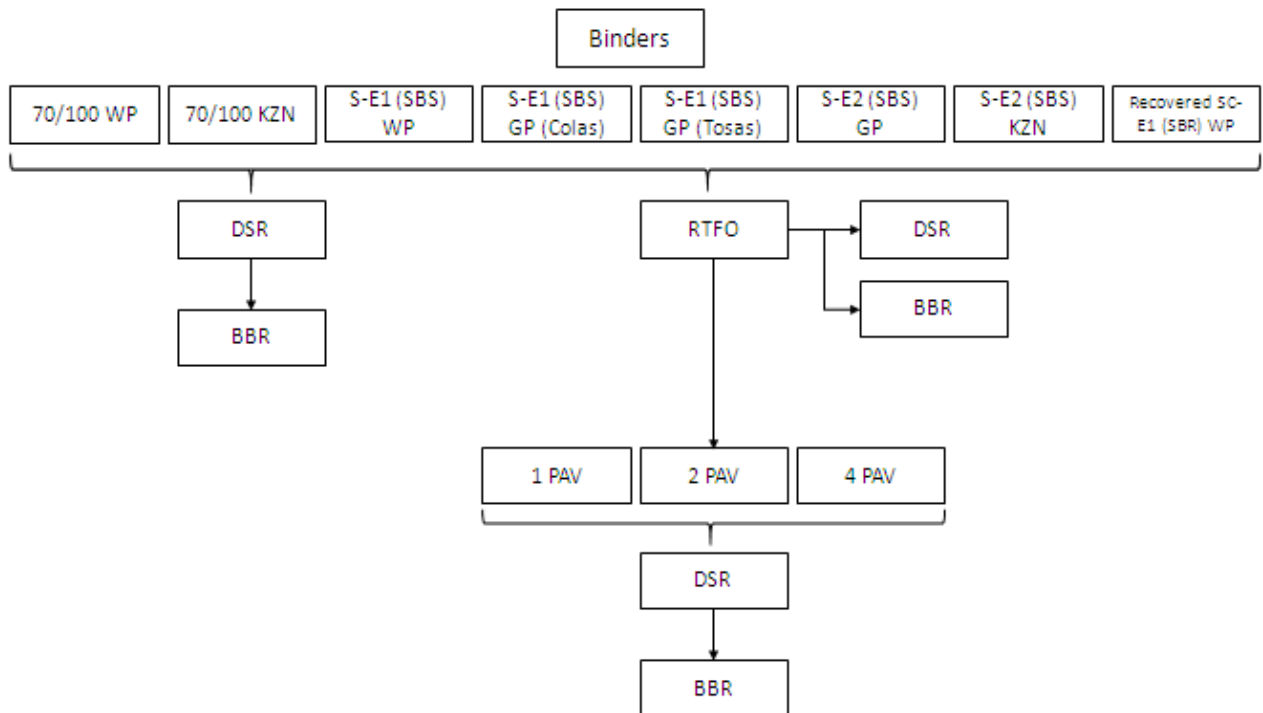 Binders
70/100 WP
70/100 KZN
S-E1 (SBS)
WP
S-E1 (SBS)
GP (Colas)
S-E1 (SBS)
GP (Tosas)
S-E2 (SBS)
GP
S-E2 (SBS)
KZN
Recovered SC-
E1 (SBR) WP
DSR
RTFO
DSR
BBR
BBR
1 PAV
2 PAV
4 PAV
DSR
BBR